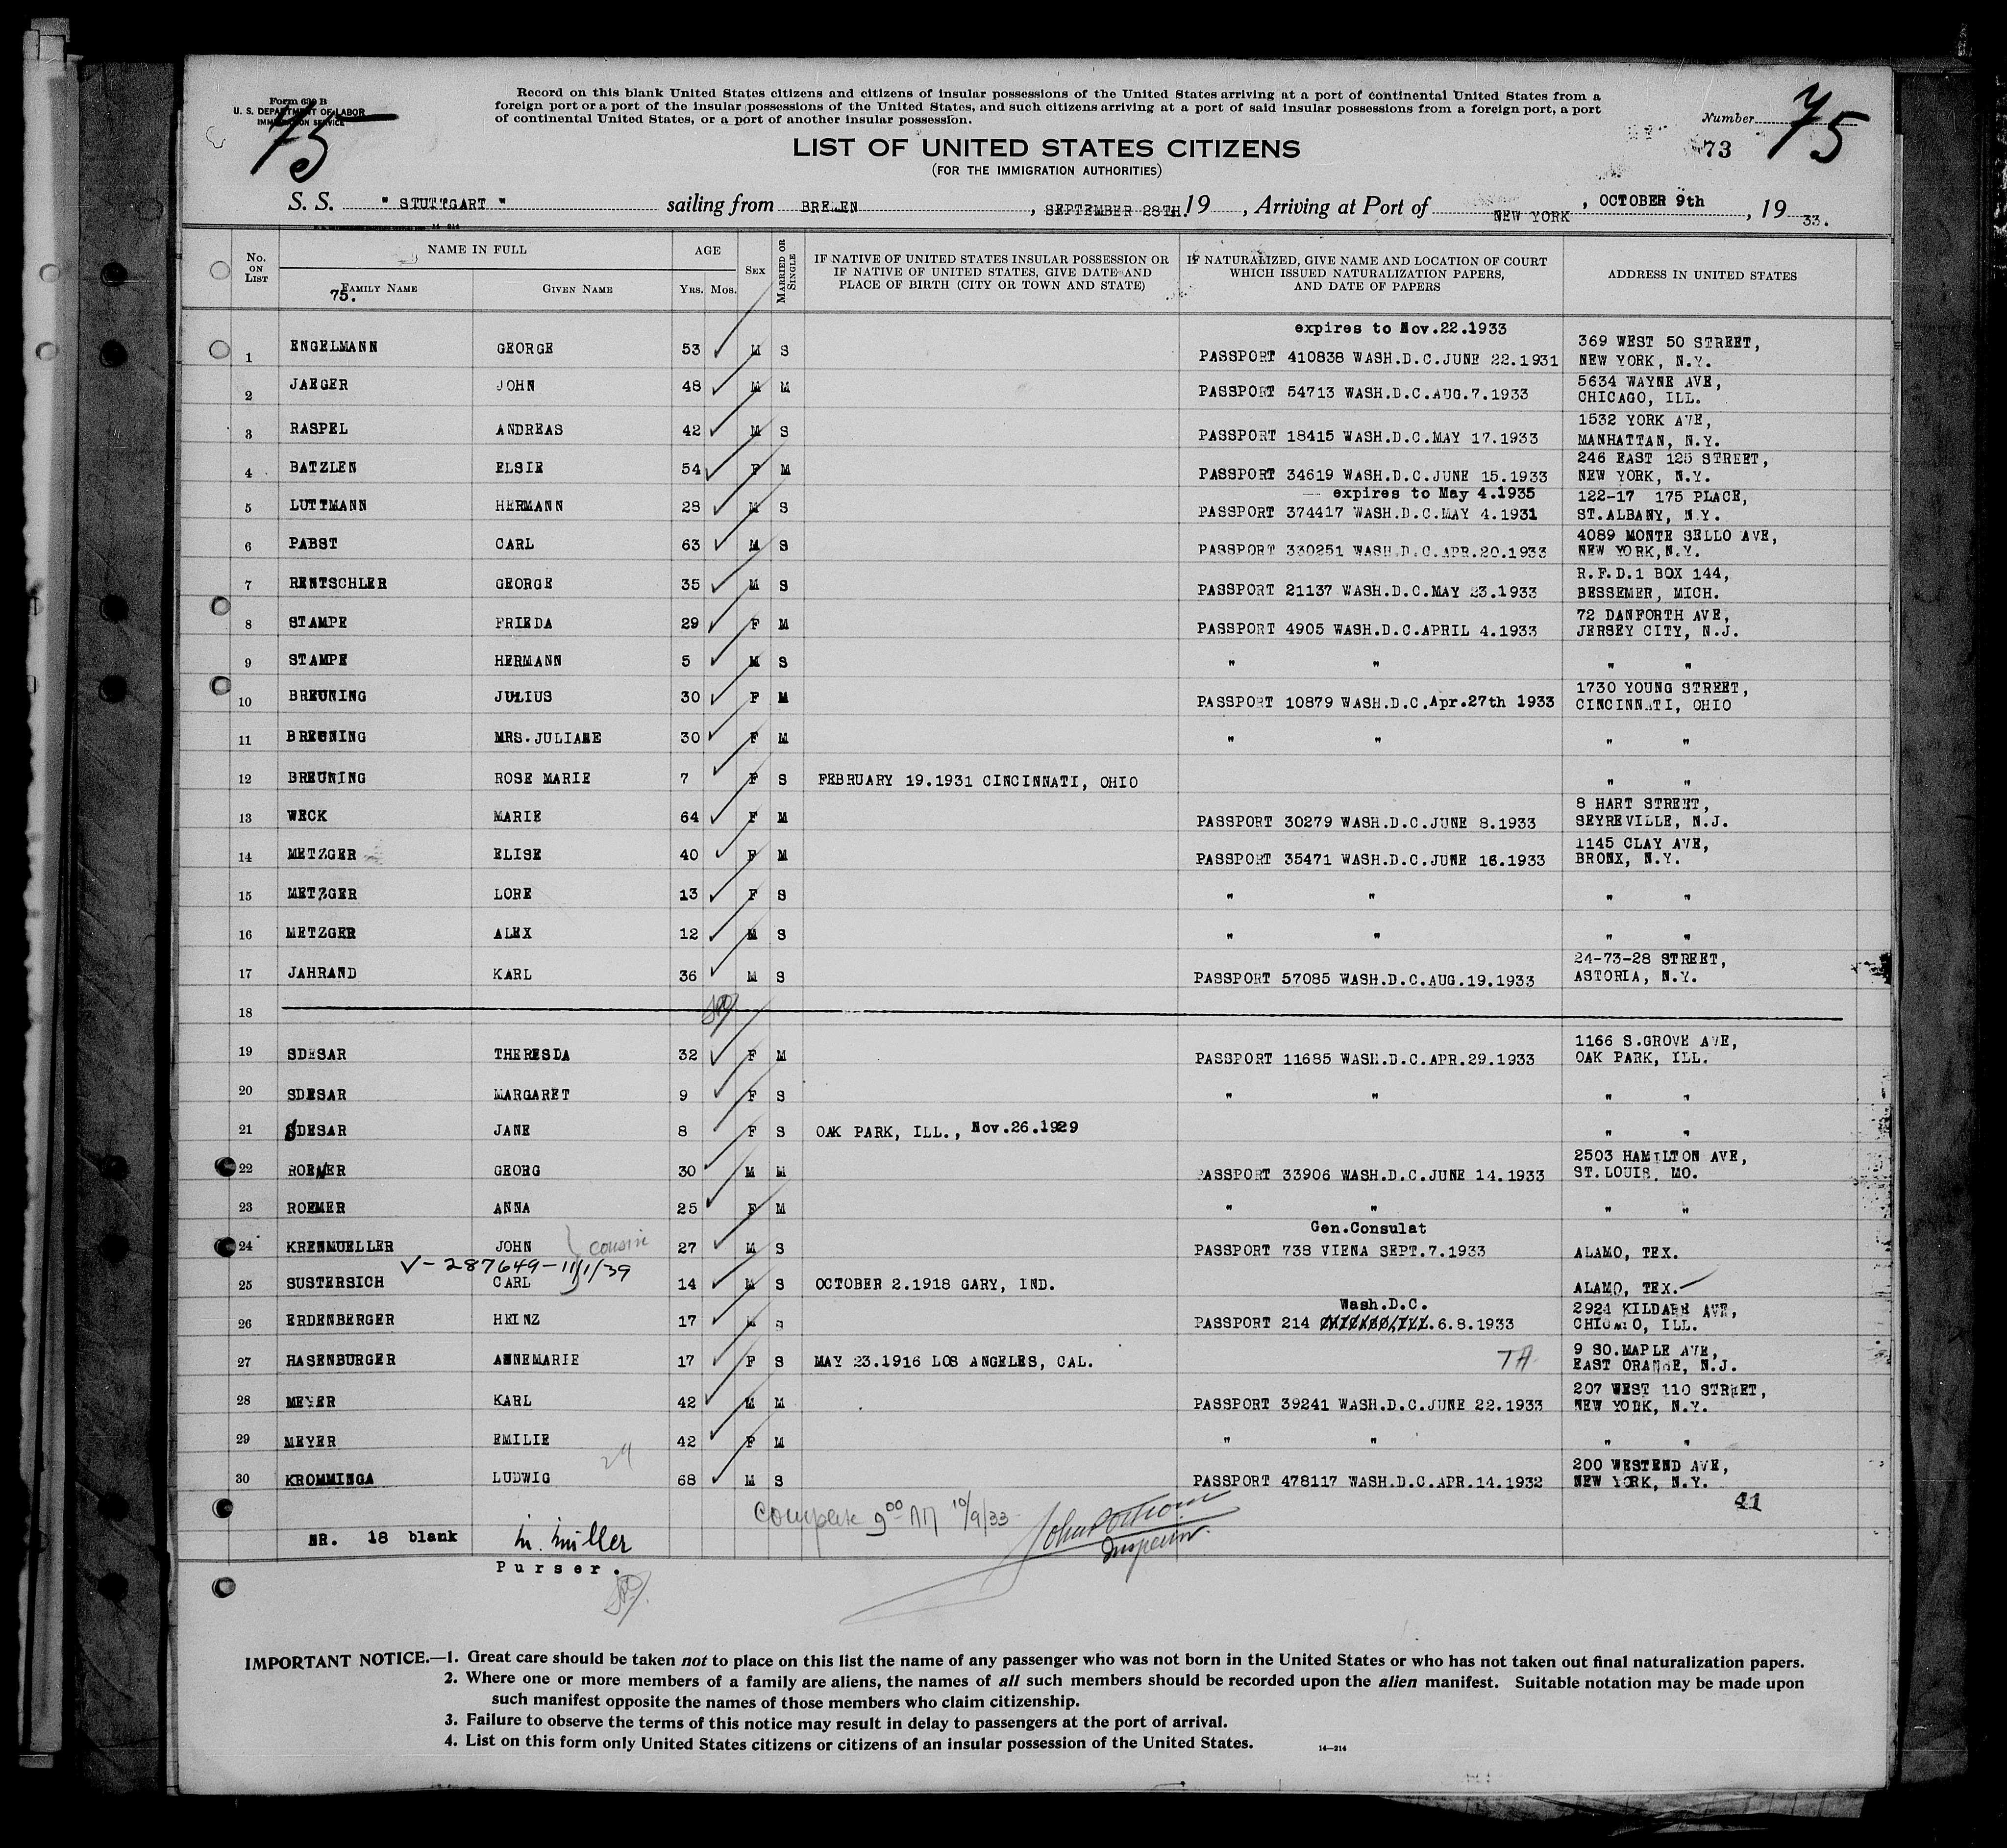 Form 630 B
U. S. DEPARTMENT OF LABOR
IMMIGRATION SERVICE
75
Record on this blank United States citizens and citizens of insular possessions of the United States arriving at a port of continental United States from a
foreign port or a port of the insular possessions of the United States, and such citizens arriving at a port of said insular possessions from a foreign port, a port
of continental United States, or a port of another insular possession.
Number 75
73
LIST OF UNITED STATES CITIZENS
(FOR THE IMMIGRATION AUTHORITIES)
S. S. " STUTTGART " sailing from BREMEN , SEPTEMBER 28TH. 19 , Arriving at Port of NEW YORK , OCTOBER 9th , 19 33.
No. ON LIST NAME IN FULL AGE SEX MARRIED OR SINGLE IF NATIVE OF UNITED STATES INSULAR POSSESSION OR IF NATIVE OF UNITED STATES, GIVE DATE AND PLACE OF BIRTH (CITY OR TOWN AND STATE) IF NATURALIZED, GIVE NAME AND LOCATION OF COURT WHICH ISSUED NATURALIZATION PAPERS, AND DATE OF PAPERS ADDRESS IN UNITED STATES
FAMILY NAME GIVEN NAME YRS. MOS.
75.
expires to Nov.22.1933
1 ENGELMANN GEORGE 53 M S PASSPORT 410838 WASH.D.C.JUNE 22.1931 369 WEST 50 STREET, NEW YORK, N.Y.
2 JAEGER JOHN 48 M M PASSPORT 54713 WASH.D.C.AUG.7.1933 5634 WAYNE AVE, CHICAGO, ILL.
3 RASPEL ANDREAS 42 M S PASSPORT 18415 WASH.D.C.MAY 17.1933 1532 YORK AVE, MANHATTAN, N.Y.
4 BATZLEN ELSIE 54 F M PASSPORT 34619 WASH.D.C.JUNE 15.1933 246 EAST 125 STREET, NEW YORK, N.Y.
expires to May 4.1935
5 LUTTMANN HERMANN 28 M S PASSPORT 374417 WASH.D.C.MAY 4.1931 122-17 175 PLACE, ST.ALBANY, N.Y.
6 PABST CARL 63 M S PASSPORT 330251 WASH.D.C.APR.20.1933 4089 MONTE SELLO AVE, NEW YORK,N.Y.
7 RENTSCHLER GEORGE 35 M S PASSPORT 21137 WASH.D.C.MAY 23.1933 R.F.D.1 BOX 144, BESSEMER, MICH.
8 STAMPE FRIEDA 29 F M PASSPORT 4905 WASH.D.C.APRIL 4.1933 72 DANFORTH AVE, JERSEY CITY, N.J.
9 STAMPE HERMANN 5 M S " " " "
10 BREUNING JULIUS 30 F M PASSPORT 10879 WASH.D.C.Apr.27th 1933 1730 YOUNG STREET, CINCINNATI, OHIO
11 BREUNING MRS.JULIANE 30 F M " " " "
12 BREUNING ROSE MARIE 7 F S FEBRUARY 19.1931 CINCINNATI, OHIO " "
13 WECK MARIE 64 F M PASSPORT 30279 WASH.D.C.JUNE 8.1933 8 HART STREET, SEYREVILLE, N.J.
14 METZGER ELISE 40 F M PASSPORT 35471 WASH.D.C.JUNE 16.1933 1145 CLAY AVE, BRONX, N.Y.
15 METZGER LORE 13 F S " " " "
16 METZGER ALEX 12 M S " " " "
17 JAHRAND KARL 36 M S PASSPORT 57085 WASH.D.C.AUG.19.1933 24-73-28 STREET, ASTORIA, N.Y.
18
19 SDESAR THERESDA 32 F M PASSPORT 11685 WASH.D.C.APR.29.1933 1166 S.GROVE AVE, OAK PARK, ILL.
20 SDESAR MARGARET 9 F S " " " "
21 SDESAR JANE 8 F S OAK PARK, ILL., Nov.26.1929 " "
22 ROEMER GEORG 30 M M PASSPORT 33906 WASH.D.C.JUNE 14.1933 2503 HAMILTON AVE, ST.LOUIS, MO.
23 ROEMER ANNA 25 F M " " " "
Gen.Consulat
24 KRENMUELLER JOHN cousin 27 M S PASSPORT 738 VIENA SEPT.7.1933 ALAMO, TEX.
V-287649-11/1/39
25 SUSTERSICH CARL 14 M S OCTOBER 2.1918 GARY, IND. ALAMO, TEX.
Wash.D.C.
26 ERDENBERGER HEINZ 17 M S PASSPORT 214 CHICAGO,ILL.6.8.1933 2924 KILDARE AVE, CHICAGO, ILL.
27 HASENBURGER ANNEMARIE 17 F S MAY 23.1916 LOS ANGELES, CAL. TA 9 SO.MAPLE AVE, EAST ORANGE, N.J.
28 MEYER KARL 42 M M PASSPORT 39241 WASH.D.C.JUNE 22.1933 207 WEST 110 STREET, NEW YORK, N.Y.
29 MEYER EMILIE 42 F M " " " "
24
30 KROMMINGA LUDWIG 68 M S PASSPORT 478117 WASH.D.C.APR.14.1932 200 WESTEND AVE, NEW YORK, N.Y.
41
Complete 9 00 AM 10/9/33
Inspector.
NR. 18 blank
Müller
Purser.
IMPORTANT NOTICE.—1. Great care should be taken not to place on this list the name of any passenger who was not born in the United States or who has not taken out final naturalization papers.
2. Where one or more members of a family are aliens, the names of all such members should be recorded upon the alien manifest. Suitable notation may be made upon
such manifest opposite the names of those members who claim citizenship.
3. Failure to observe the terms of this notice may result in delay to passengers at the port of arrival.
4. List on this form only United States citizens or citizens of an insular possession of the United States.
14—214